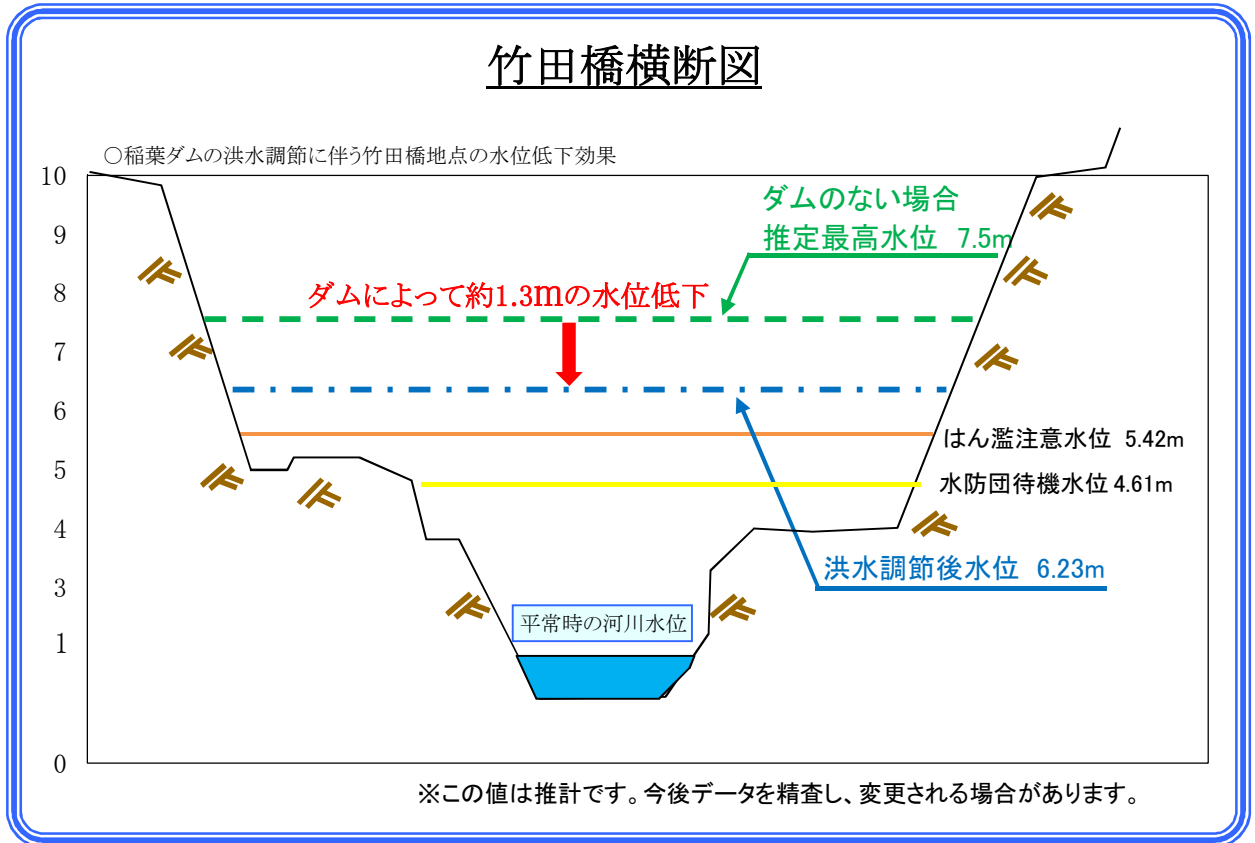 竹田橋横断図
○稲葉ダムの洪水調節に伴う竹田橋地点の水位低下効果
10
9
8
7
6
5
4
3
1
0
ダムのない場合
推定最高水位 7.5m
ダムによって約1.3mの水位低下
はん濫注意水位 5.42m
水防団待機水位 4.61m
洪水調節後水位 6.23m
平常時の河川水位
※この値は推計です。今後データを精査し、変更される場合があります。